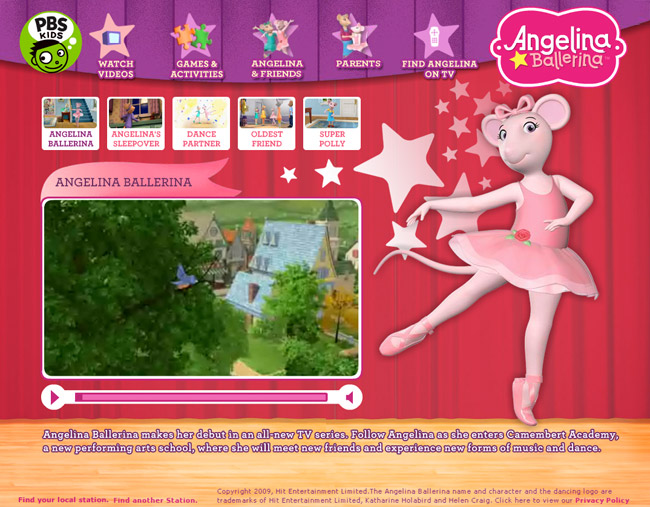 PBS
KIDS
WATCH
VIDEOS
GAMES &
ACTIVITIES
ANGELINA
& FRIENDS
PARENTS
FIND ANGELINA
ON TV
Angelina
Ballerina™
ANGELINA
BALLERINA
ANGELINA'S
SLEEPOVER
DANCE
PARTNER
OLDEST
FRIEND
SUPER
POLLY
ANGELINA BALLERINA
Angelina Ballerina makes her debut in an all-new TV series. Follow Angelina as she enters Camembert Academy,
a new performing arts school, where she will meet new friends and experience new forms of music and dance.
Find your local station. Find another Station.
Copyright 2009, Hit Entertainment Limited.The Angelina Ballerina name and character and the dancing logo are
trademarks of Hit Entertainment Limited, Katharine Holabird and Helen Craig. Click here to view our Privacy Policy